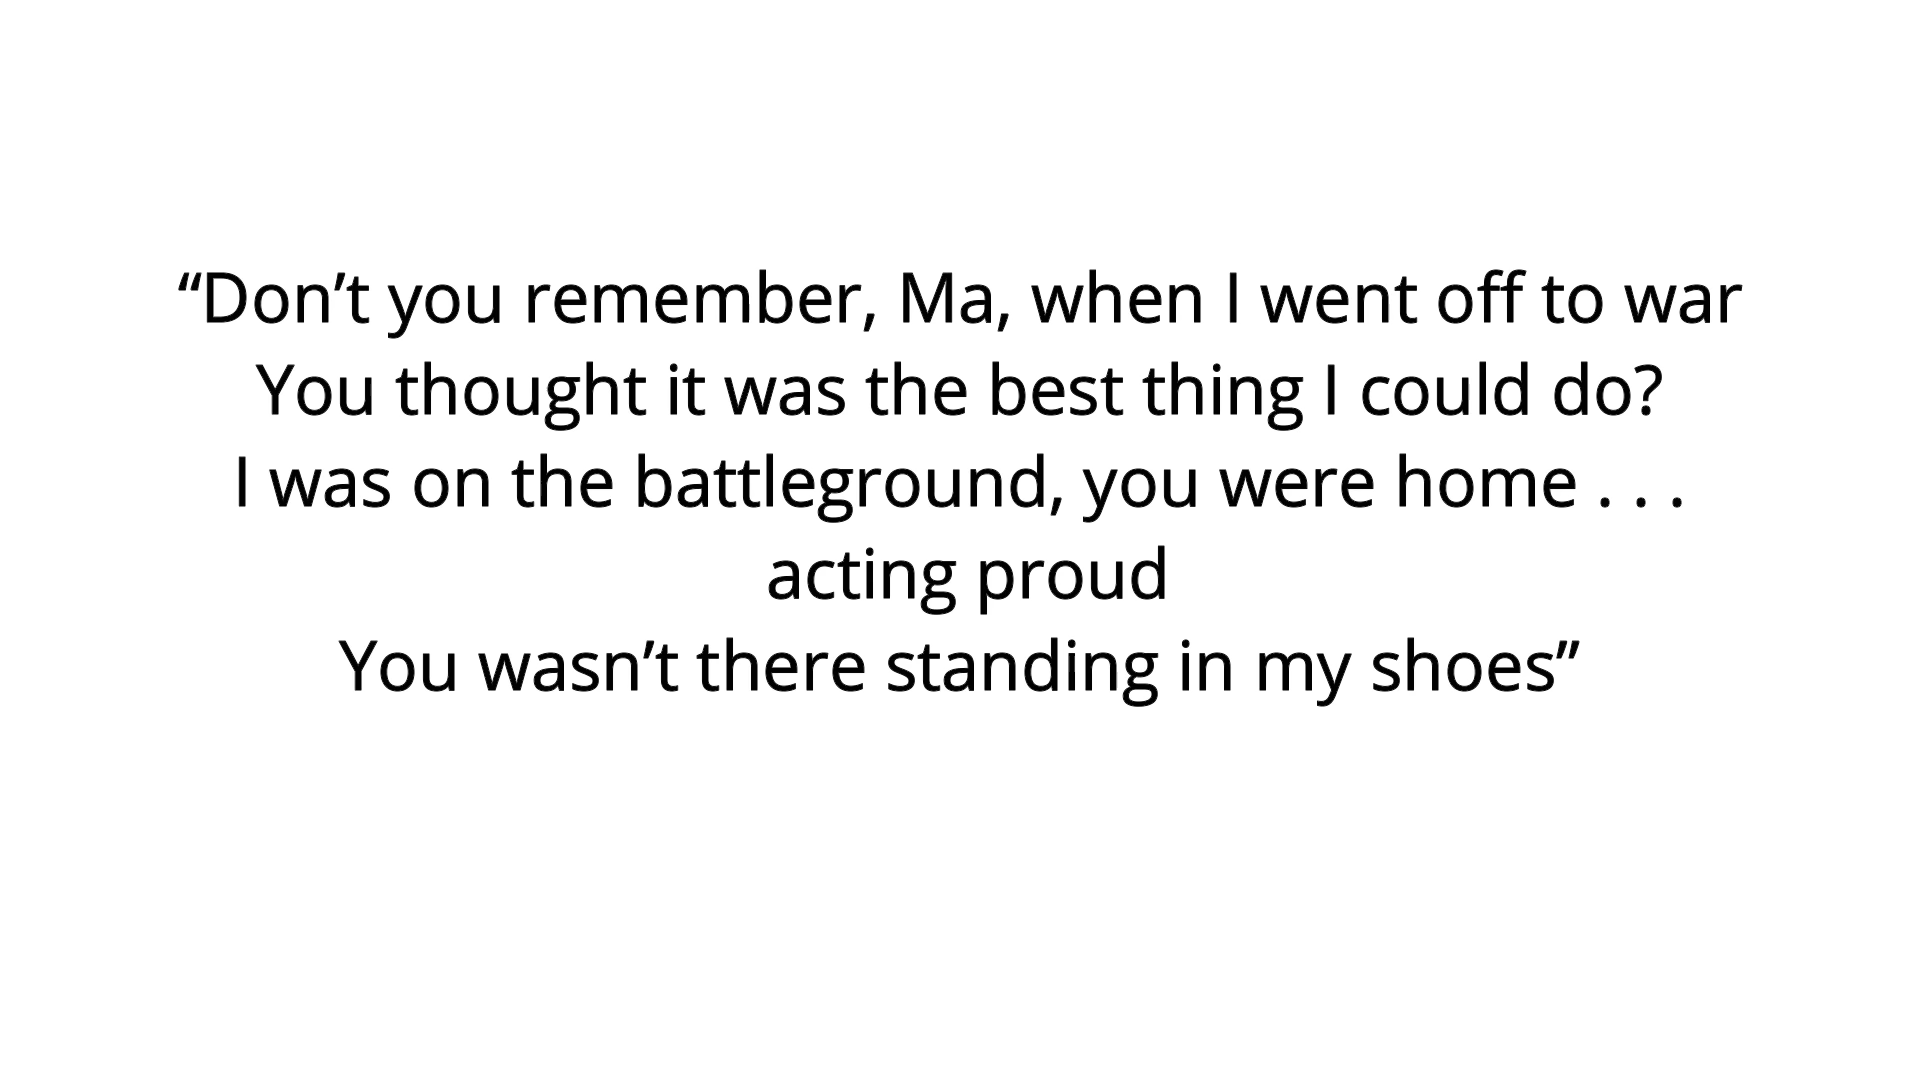 “Don’t you remember, Ma, when I went off to war
You thought it was the best thing I could do?
I was on the battleground, you were home . . .
acting proud
You wasn’t there standing in my shoes”